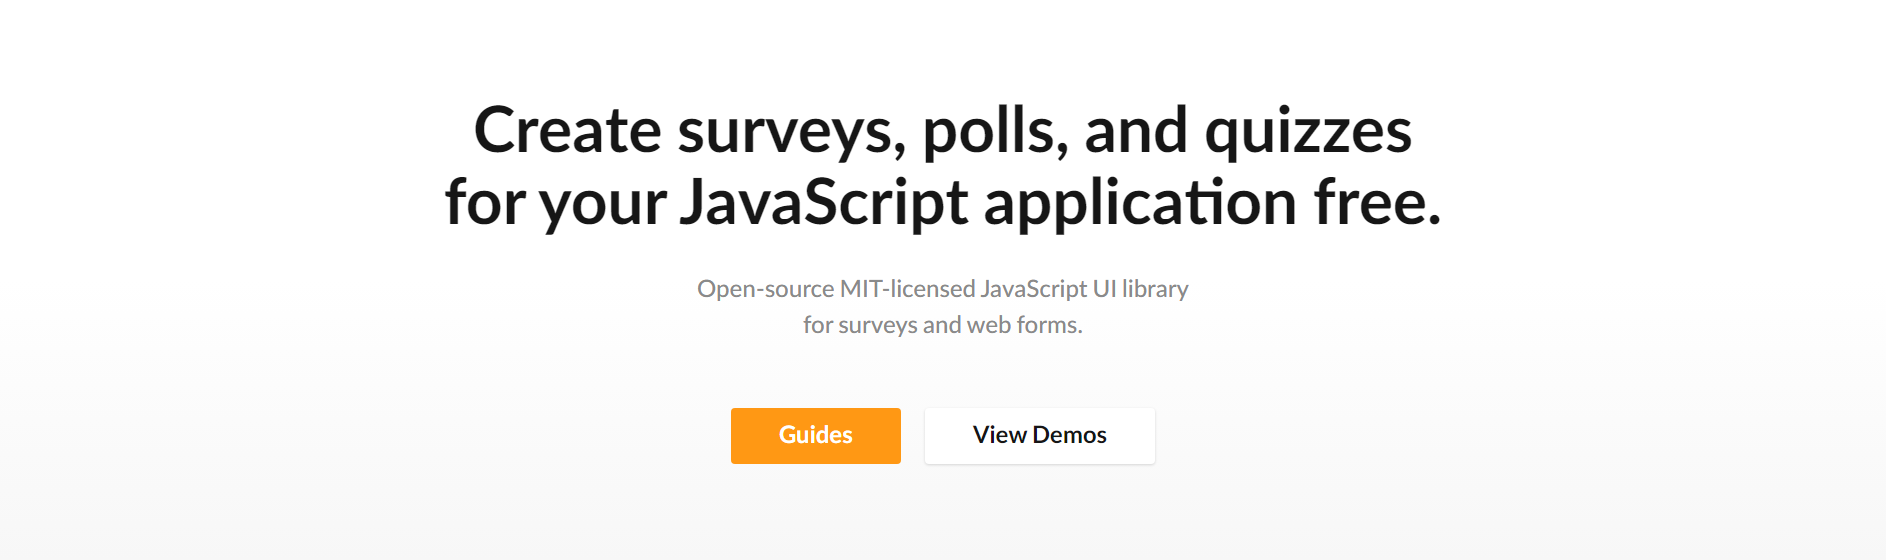 Create surveys, polls, and quizzes
for your JavaScript application free.
Open-source MIT-licensed JavaScript UI library
for surveys and web forms.
Guides
View Demos